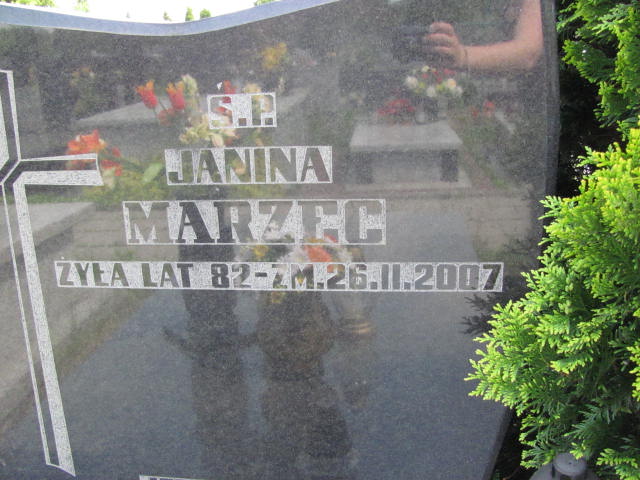 Ś.P.
JANINA
MARZEC
ŻYŁA LAT 82-ZM.26.11.2007